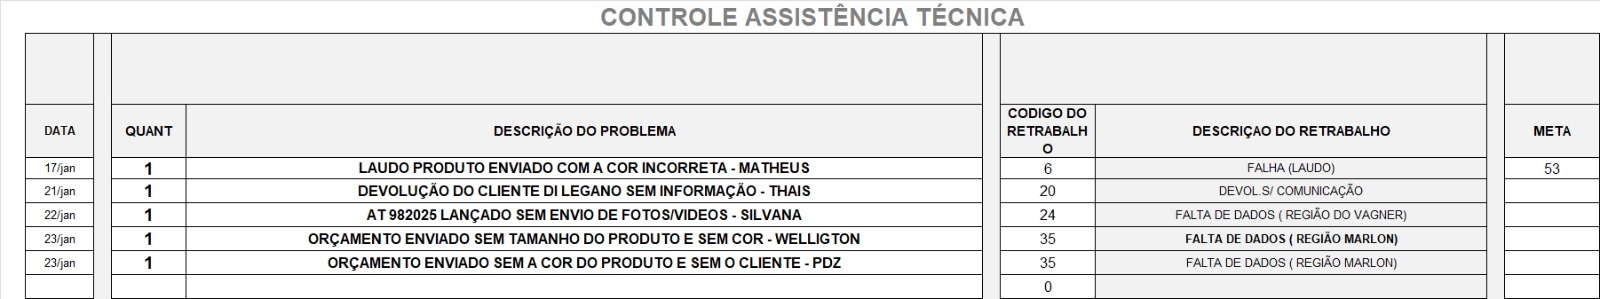 CONTROLE ASSISTÊNCIA TÉCNICA
DATA QUANT DESCRIÇÃO DO PROBLEMA CODIGO DO RETRABALHO DESCRIÇAO DO RETRABALHO META
17/jan 1 LAUDO PRODUTO ENVIADO COM A COR INCORRETA - MATHEUS 6 FALHA (LAUDO) 53
21/jan 1 DEVOLUÇÃO DO CLIENTE DI LEGANO SEM INFORMAÇÃO - THAIS 20 DEVOL.S/ COMUNICAÇÃO
22/jan 1 AT 982025 LANÇADO SEM ENVIO DE FOTOS/VIDEOS - SILVANA 24 FALTA DE DADOS ( REGIÃO DO VAGNER)
23/jan 1 ORÇAMENTO ENVIADO SEM TAMANHO DO PRODUTO E SEM COR - WELLIGTON 35 FALTA DE DADOS ( REGIÃO MARLON)
23/jan 1 ORÇAMENTO ENVIADO SEM A COR DO PRODUTO E SEM O CLIENTE - PDZ 35 FALTA DE DADOS ( REGIÃO MARLON)
0